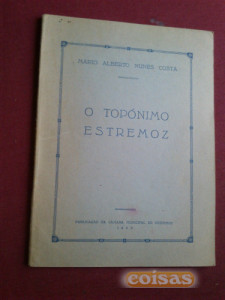 MÁRIO ALBERTO NUNES COSTA
O TOPÓNIMO
ESTREMOZ
coisas